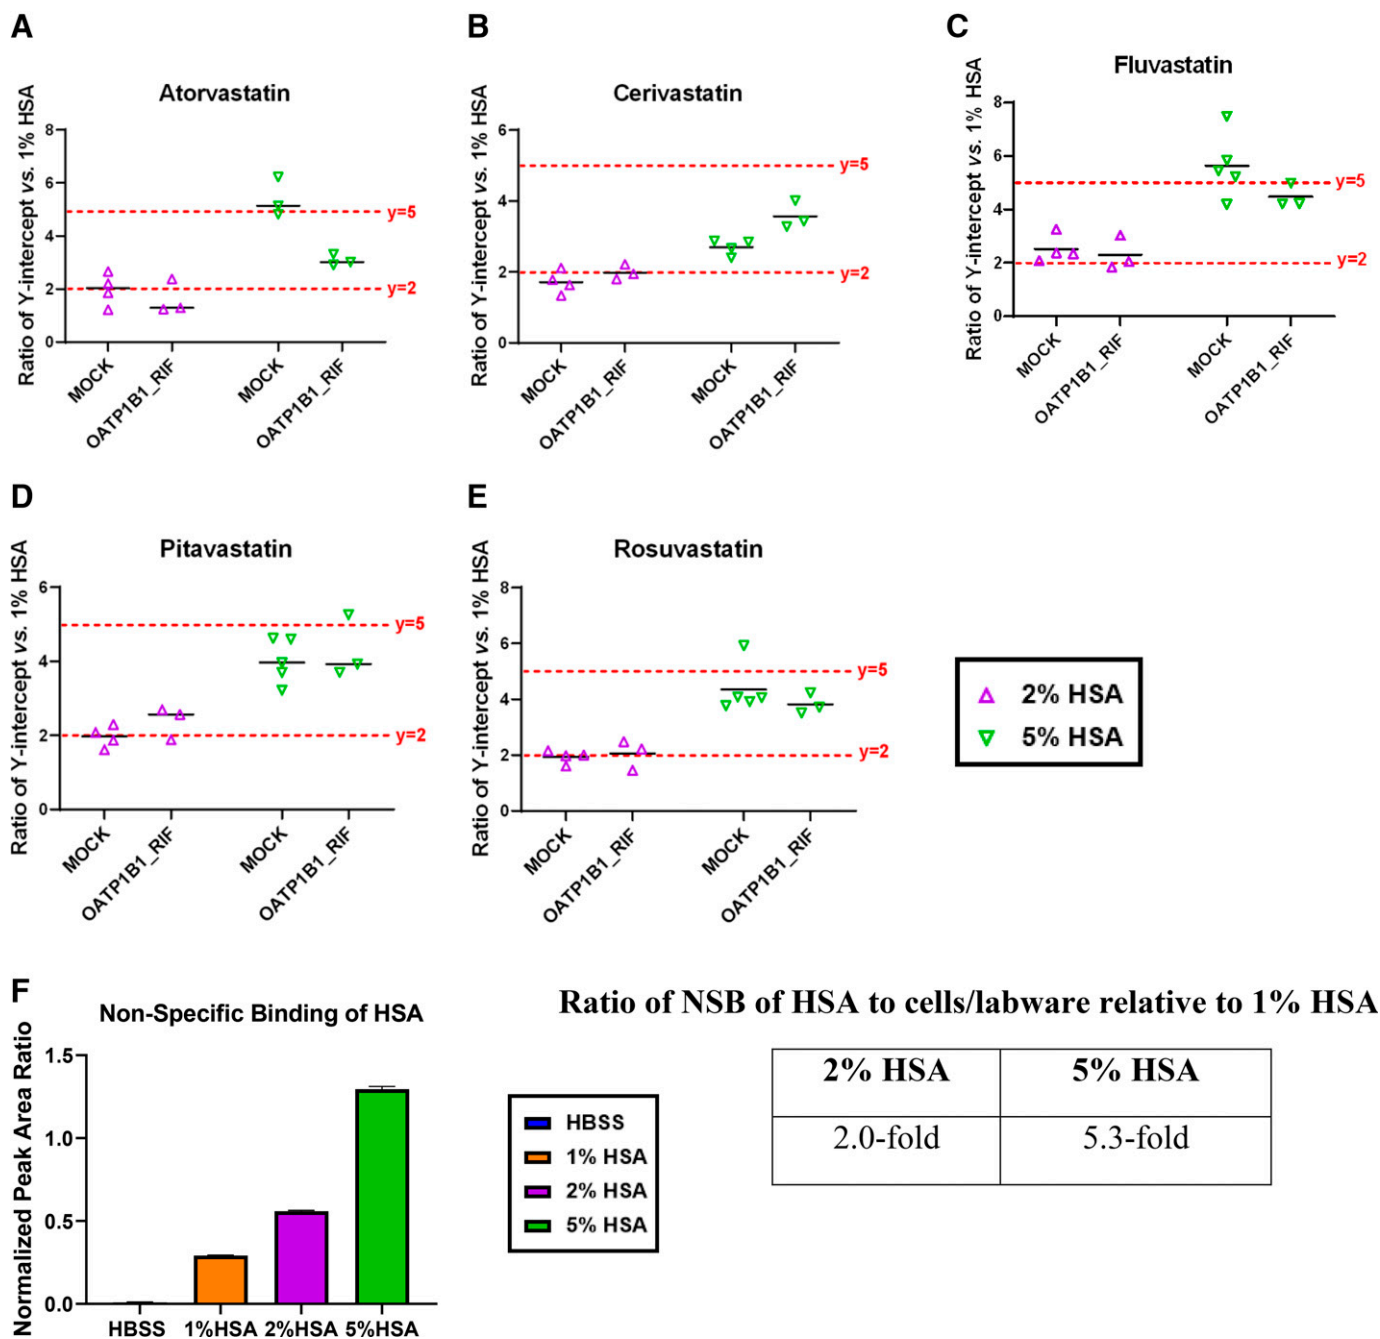 A
Atorvastatin
Ratio of Y-intercept vs. 1% HSA
8
6
4
2
0
y=5
y=2
MOCK
OATP1B1_RIF
MOCK
OATP1B1_RIF
B
Cerivastatin
Ratio of Y-intercept vs. 1% HSA
6
4
2
0
y=5
y=2
MOCK
OATP1B1_RIF
MOCK
OATP1B1_RIF
C
Fluvastatin
Ratio of Y-intercept vs. 1% HSA
8
6
4
2
0
y=5
y=2
MOCK
OATP1B1_RIF
MOCK
OATP1B1_RIF
D
Pitavastatin
Ratio of Y-intercept vs. 1% HSA
6
4
2
0
y=5
y=2
MOCK
OATP1B1_RIF
MOCK
OATP1B1_RIF
E
Rosuvastatin
Ratio of Y-intercept vs. 1% HSA
8
6
4
2
0
y=5
y=2
MOCK
OATP1B1_RIF
MOCK
OATP1B1_RIF
2% HSA
5% HSA
F
Non-Specific Binding of HSA
Normalized Peak Area Ratio
1.5
1.0
0.5
0.0
HBSS
1%HSA
2%HSA
5%HSA
HBSS
1% HSA
2% HSA
5% HSA
Ratio of NSB of HSA to cells/labware relative to 1% HSA
2% HSA
5% HSA
2.0-fold
5.3-fold